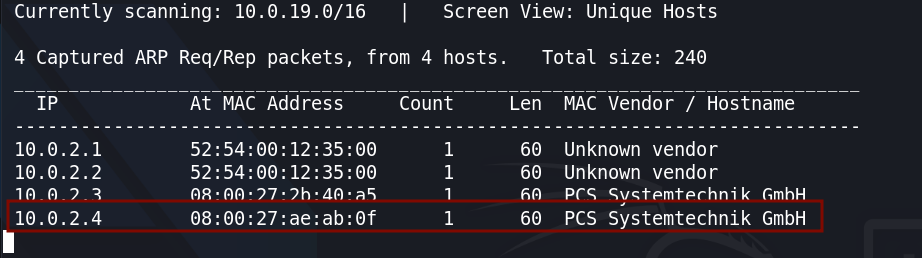 Currently scanning: 10.0.19.0/16   |   Screen View: Unique Hosts
4 Captured ARP Req/Rep packets, from 4 hosts.   Total size: 240
_____________________________________________________________________________
  IP            At MAC Address     Count     Len  MAC Vendor / Hostname
-----------------------------------------------------------------------------
10.0.2.1        52:54:00:12:35:00      1      60  Unknown vendor
10.0.2.2        52:54:00:12:35:00      1      60  Unknown vendor
10.0.2.3        08:00:27:2b:40:a5      1      60  PCS Systemtechnik GmbH
10.0.2.4        08:00:27:ae:ab:0f      1      60  PCS Systemtechnik GmbH